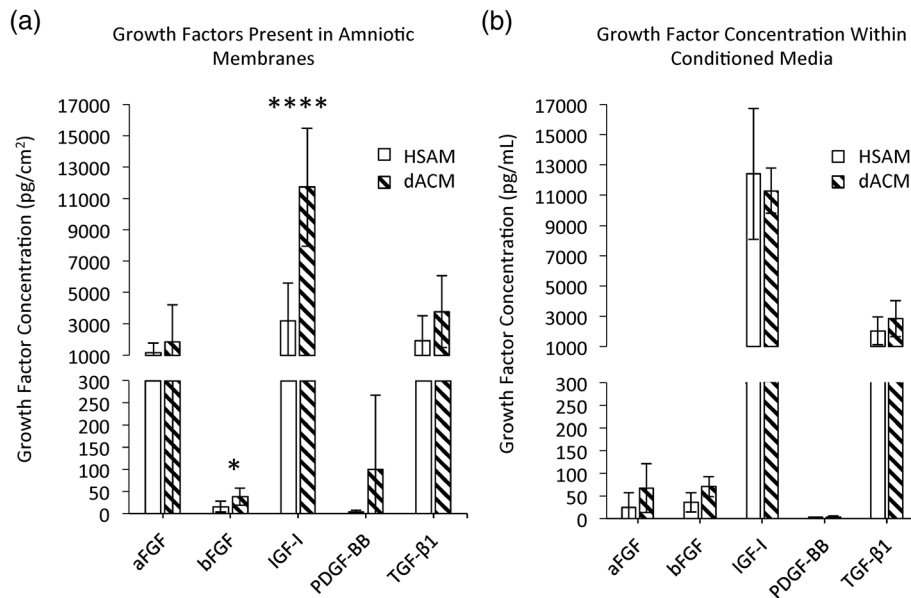 (a)
Growth Factors Present in Amniotic
Membranes
Growth Factor Concentration (pg/cm²)
17000
15000
13000
11000
9000
7000
5000
3000
1000
300
250
200
150
100
50
0
****
*
HSAM
dACM
aFGF
bFGF
IGF-I
PDGF-BB
TGF-β1
(b)
Growth Factor Concentration Within
Conditioned Media
Growth Factor Concentration (pg/mL)
17000
15000
13000
11000
9000
7000
5000
3000
1000
300
250
200
150
100
50
0
HSAM
dACM
aFGF
bFGF
IGF-I
PDGF-BB
TGF-β1